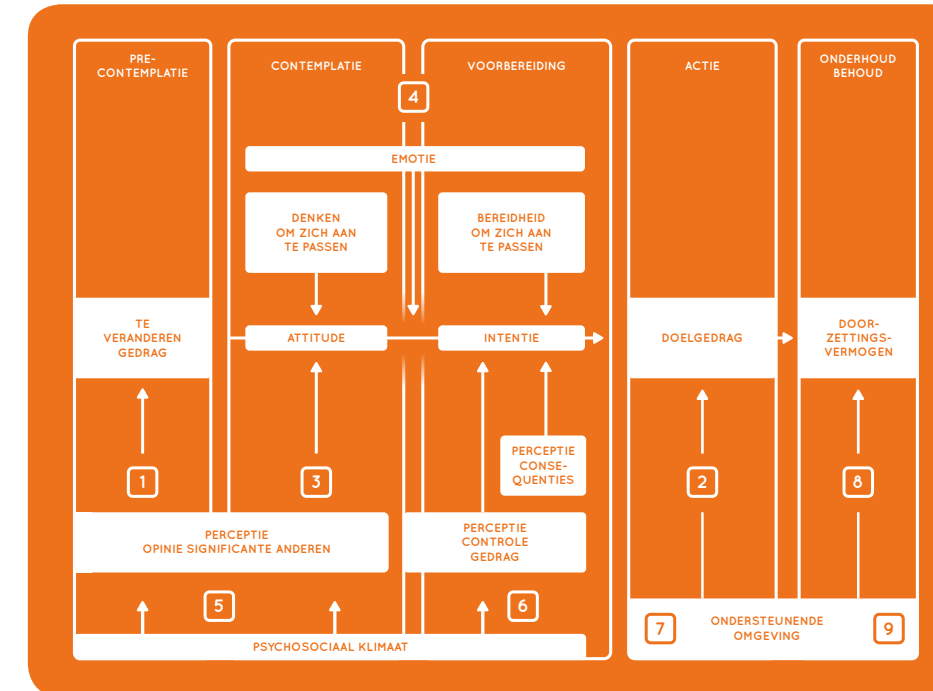 PRE-
CONTEMPLATIE
CONTEMPLATIE
VOORBEREIDING
ACTIE
ONDERHOUD
BEHOUD
4
EMOTIE
DENKEN
OM ZICH AAN
TE PASSEN
BEREIDHEID
OM ZICH AAN
TE PASSEN
TE
VERANDEREN
GEDRAG
ATTITUDE
INTENTIE
DOELGEDRAG
DOOR-
ZETTINGS-
VERMOGEN
PERCEPTIE
CONSE-
QUENTIES
1
3
2
8
PERCEPTIE
OPINIE SIGNIFICANTE ANDEREN
PERCEPTIE
CONTROLE
GEDRAG
5
6
7
ONDERSTEUNENDE
OMGEVING
9
PSYCHOSOCIAAL KLIMAAT